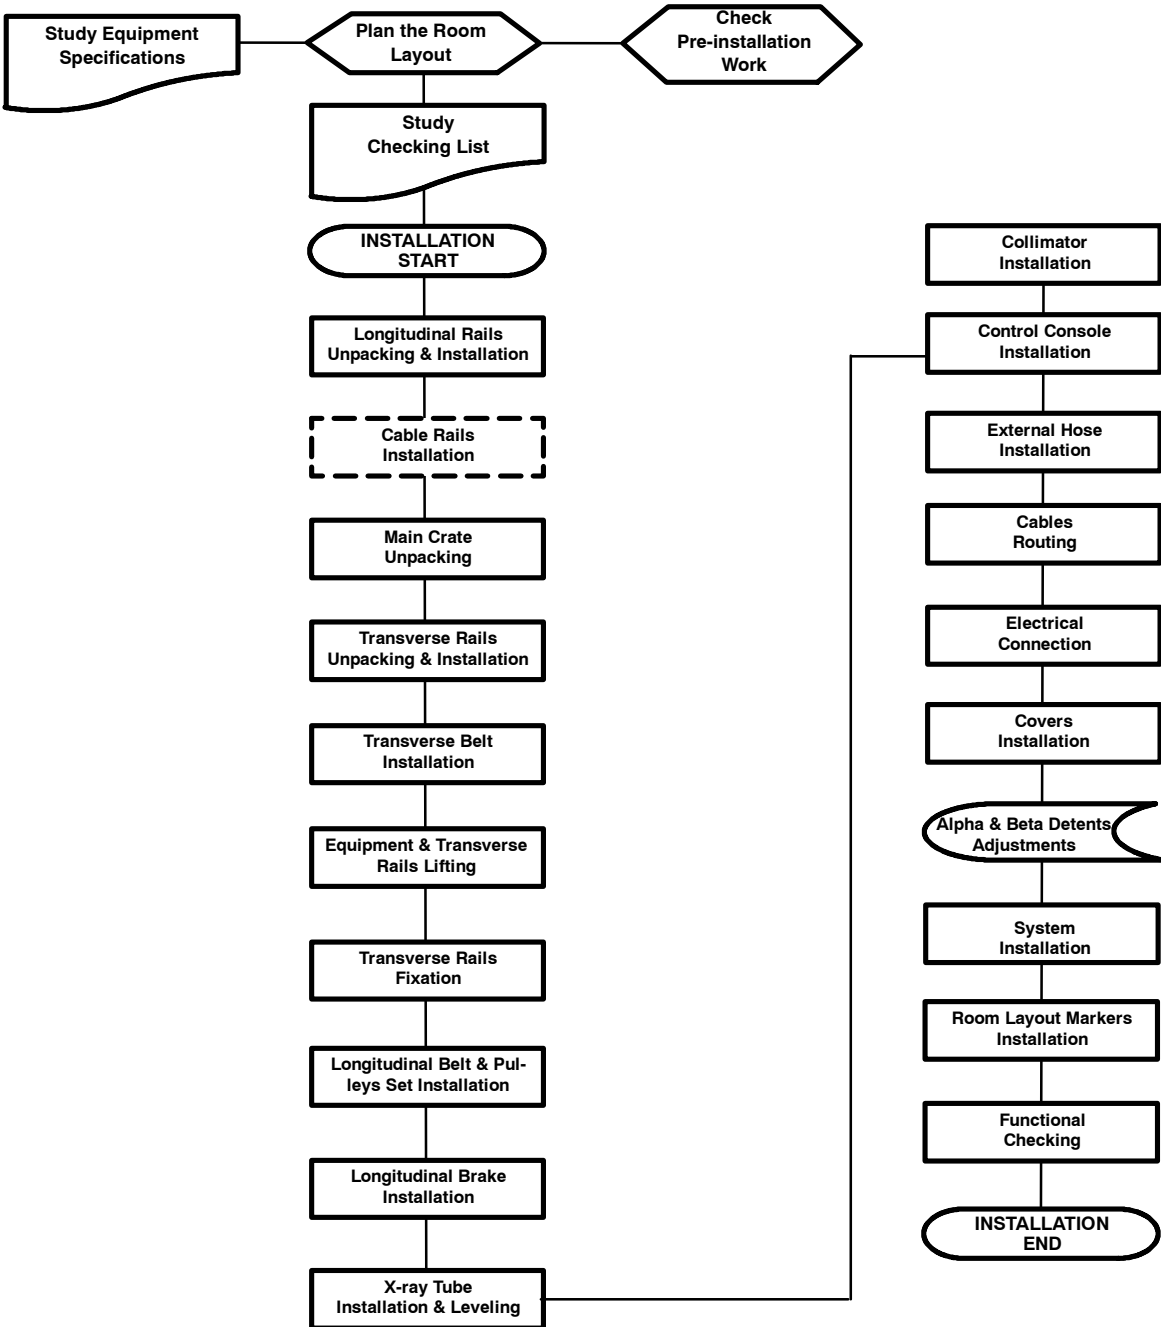 Study Equipment
Specifications
Plan the Room
Layout
Check
Pre-installation
Work
Study
Checking List
INSTALLATION
START
Longitudinal Rails
Unpacking & Installation
Cable Rails
Installation
Main Crate
Unpacking
Transverse Rails
Unpacking & Installation
Transverse Belt
Installation
Equipment & Transverse
Rails Lifting
Transverse Rails
Fixation
Longitudinal Belt & Pul-
leys Set Installation
Longitudinal Brake
Installation
X-ray Tube
Installation & Leveling
Collimator
Installation
Control Console
Installation
External Hose
Installation
Cables
Routing
Electrical
Connection
Covers
Installation
Alpha & Beta Detents
Adjustments
System
Installation
Room Layout Markers
Installation
Functional
Checking
INSTALLATION
END